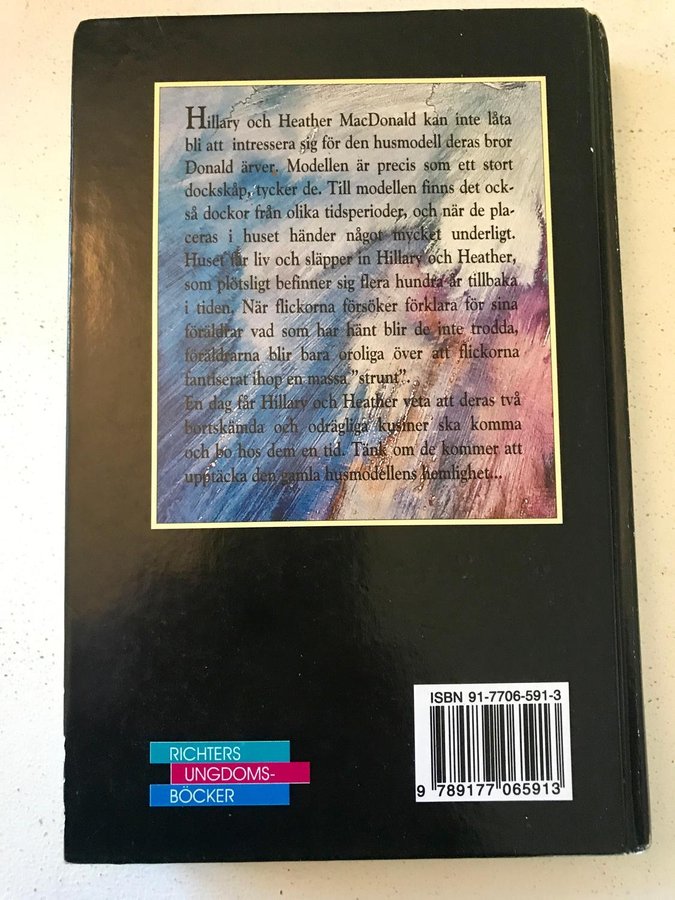 Hillary och Heather MacDonald kan inte låta
bli att intressera sig för den husmodell deras bror
Donald ärver. Modellen är precis som ett stort
dockskåp, tycker de. Till modellen finns det ock-
så dockor från olika tidsperioder, och när de pla-
ceras i huset händer något mycket underligt.
Huset får liv och släpper in Hillary och Heather,
som plötsligt befinner sig flera hundra år tillbaka
i tiden. När flickorna försöker förklara för sina
föräldrar vad som har hänt blir de inte trodda,
föräldrarna blir bara oroliga över att flickorna
fantiserat ihop en massa ”strunt”.
En dag får Hillary och Heather veta att deras två
bortskämda och odrägliga kusiner ska komma
och bo hos dem en tid. Tänk om de kommer att
upptäcka den gamla husmodellens hemlighet...
ISBN 91-7706-591-3
9 789177 065913
RICHTERS
UNGDOMS-
BÖCKER